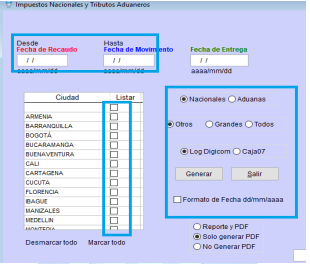 Impuestos Nacionales y Tributos Aduaneros
Desde Hasta
Fecha de Recaudo Fecha de Movimiento Fecha de Entrega
/ / / / / /
aaaa/mm/dd aaaa/mm/dd aaaa/mm/dd
Ciudad Listar
ARMENIA
BARRANQUILLA
BOGOTÁ
BUCARAMANGA
BUENAVENTURA
CALI
CARTAGENA
CUCUTA
FLORENCIA
IBAGUE
MANIZALES
MEDELLIN
MONTERIA
Desmarcar todo Marcar todo
Nacionales Aduanas
Otros Grandes Todos
Log Digicom Caja07
Generar Salir
Formato de Fecha dd/mm/aaaa
Reporte y PDF
Solo generar PDF
No Generar PDF